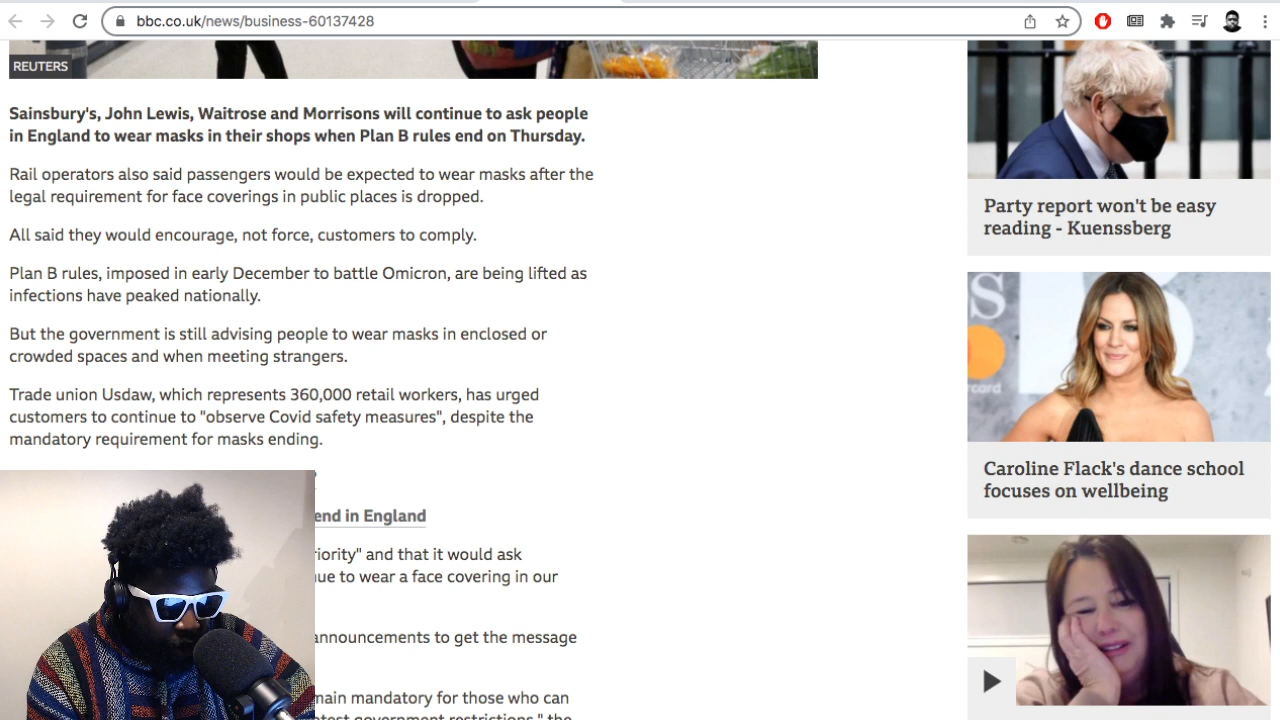 bbc.co.uk/news/business-60137428
REUTERS
Sainsbury's, John Lewis, Waitrose and Morrisons will continue to ask people
in England to wear masks in their shops when Plan B rules end on Thursday.
Rail operators also said passengers would be expected to wear masks after the
legal requirement for face coverings in public places is dropped.
All said they would encourage, not force, customers to comply.
Plan B rules, imposed in early December to battle Omicron, are being lifted as
infections have peaked nationally.
But the government is still advising people to wear masks in enclosed or
crowded spaces and when meeting strangers.
Trade union Usdaw, which represents 360,000 retail workers, has urged
customers to continue to "observe Covid safety measures", despite the
mandatory requirement for masks ending.
end in England
iority" and that it would ask
ue to wear a face covering in our
announcements to get the message
main mandatory for those who can
test government restrictions," the
Party report won't be easy
reading - Kuenssberg
S
card
Caroline Flack's dance school
focuses on wellbeing